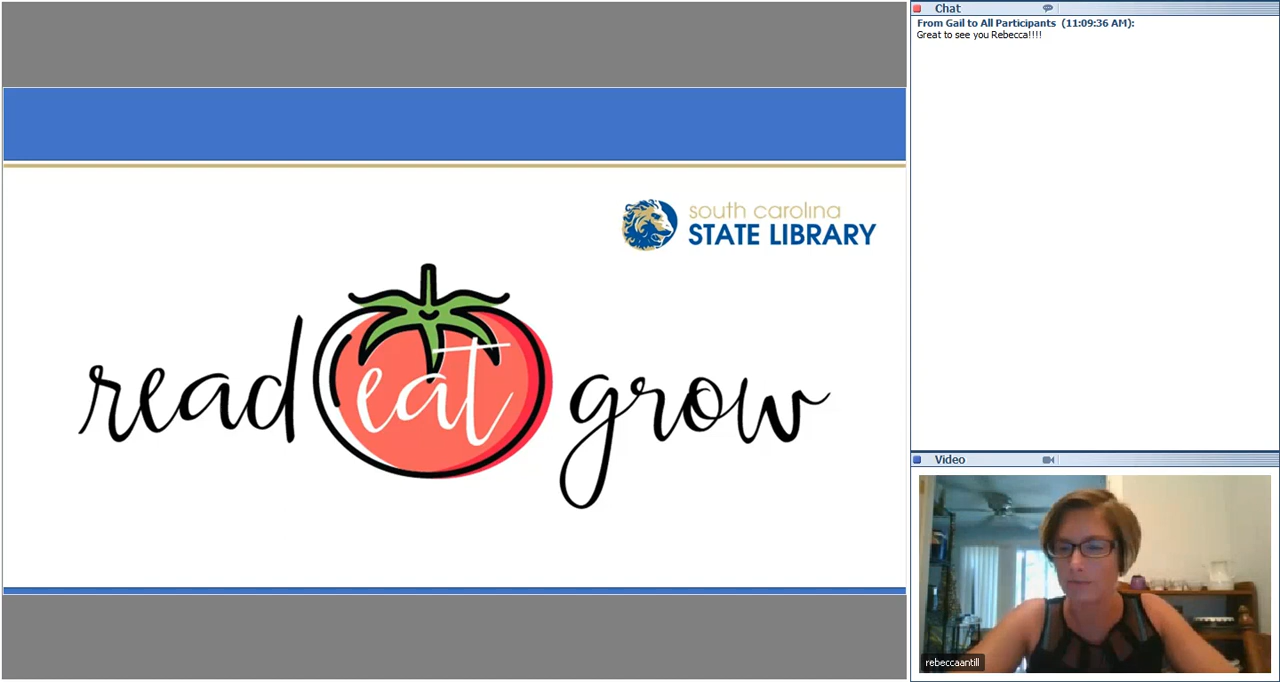 south carolina
STATE LIBRARY
read eat grow
Chat
From Gail to All Participants (11:09:36 AM):
Great to see you Rebecca!!!!
Video
rebeccaantill